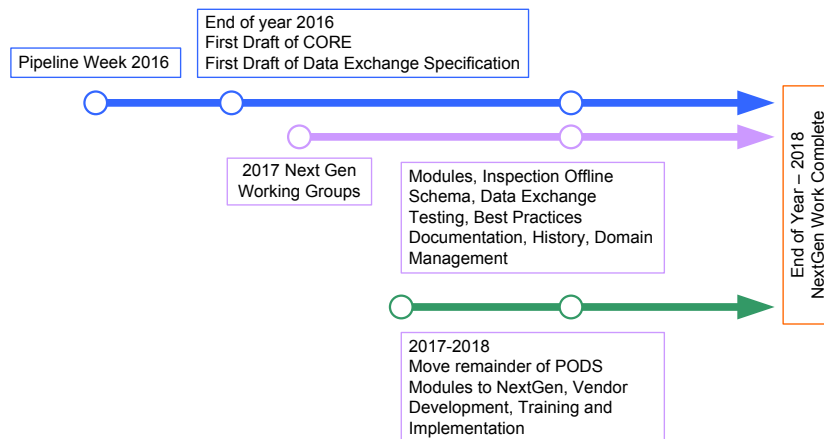 End of year 2016
First Draft of CORE
First Draft of Data Exchange Specification
Pipeline Week 2016
2017 Next Gen
Working Groups
Modules, Inspection Offline
Schema, Data Exchange
Testing, Best Practices
Documentation, History, Domain
Management
End of Year – 2018
NextGen Work Complete
2017-2018
Move remainder of PODS
Modules to NextGen, Vendor
Development, Training and
Implementation